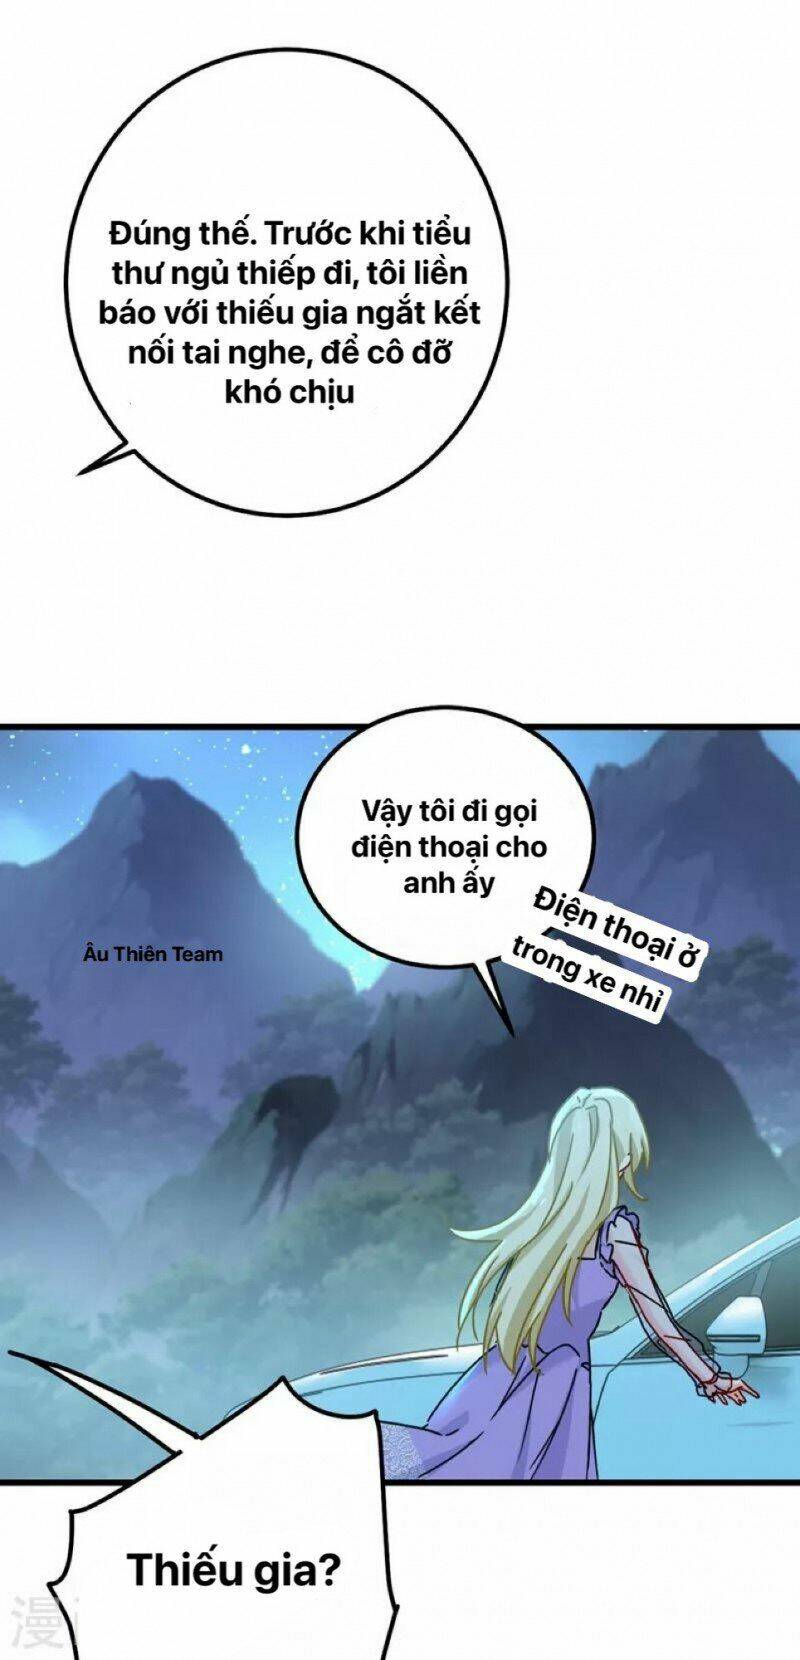 Đúng thế. Trước khi tiểu
thư ngủ thiếp đi, tôi liền
báo với thiếu gia ngắt kết
nối tai nghe, để cô đỡ
khó chịu
Vậy tôi đi gọi
điện thoại cho
anh ấy
Điện thoại ở
trong xe nhỉ
Âu Thiên Team
Thiếu gia?
漫